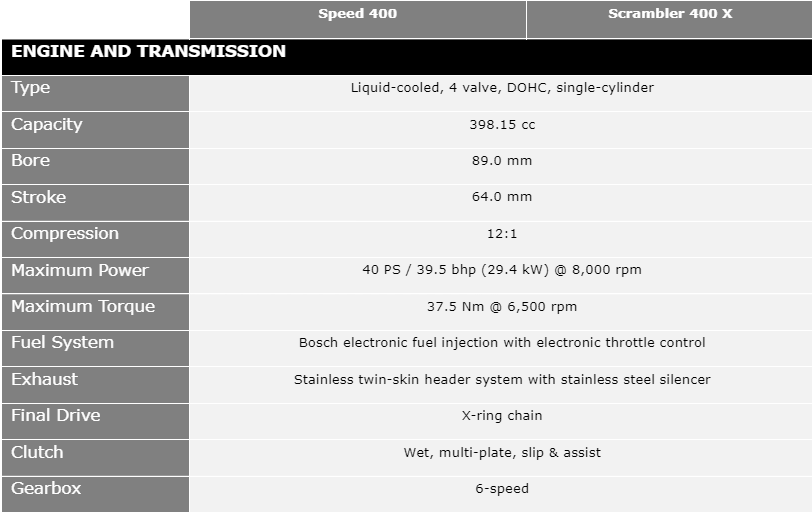 Speed 400 Scrambler 400 X
ENGINE AND TRANSMISSION
Type Liquid-cooled, 4 valve, DOHC, single-cylinder
Capacity 398.15 cc
Bore 89.0 mm
Stroke 64.0 mm
Compression 12:1
Maximum Power 40 PS / 39.5 bhp (29.4 kW) @ 8,000 rpm
Maximum Torque 37.5 Nm @ 6,500 rpm
Fuel System Bosch electronic fuel injection with electronic throttle control
Exhaust Stainless twin-skin header system with stainless steel silencer
Final Drive X-ring chain
Clutch Wet, multi-plate, slip & assist
Gearbox 6-speed